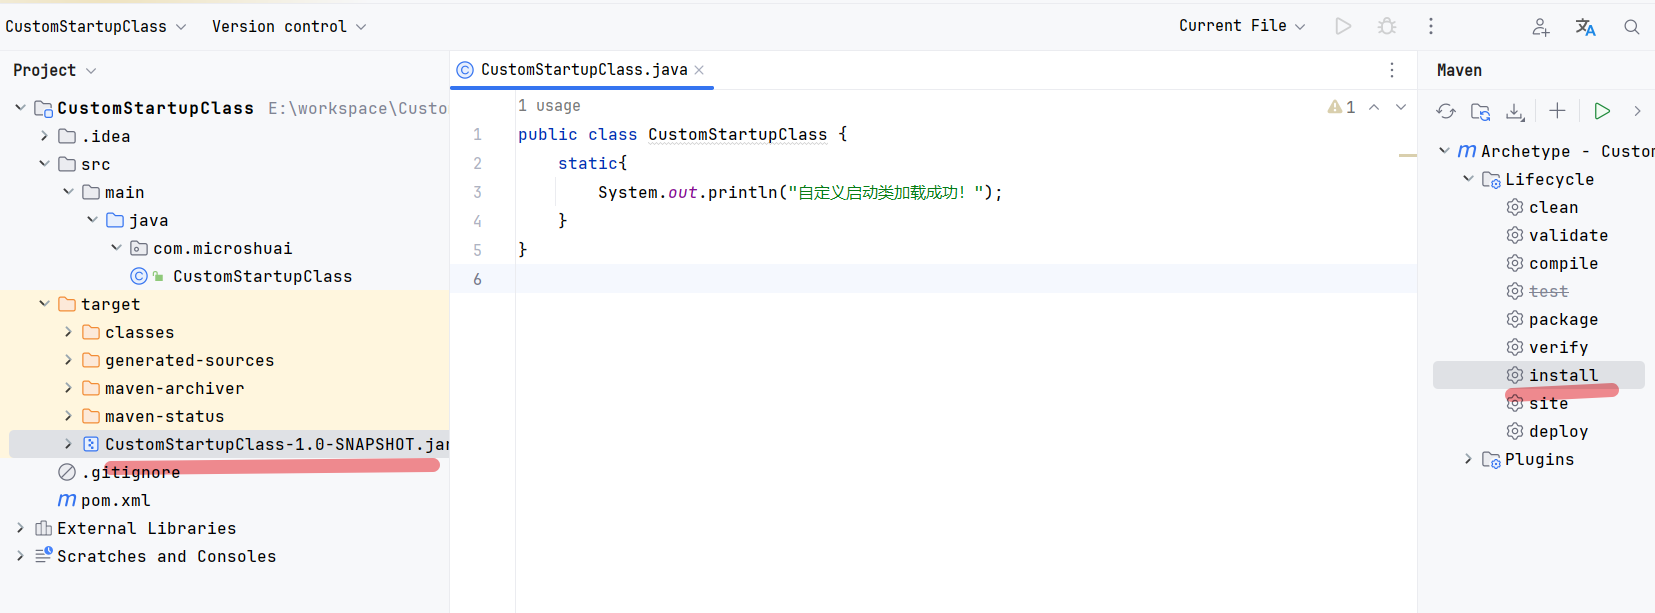 CustomStartupClass
Version control
Current File
Project
CustomStartupClass E:\workspace\Custo
.idea
src
main
java
com.microshuai
CustomStartupClass
target
classes
generated-sources
maven-archiver
maven-status
CustomStartupClass-1.0-SNAPSHOT.jar
.gitignore
pom.xml
External Libraries
Scratches and Consoles
CustomStartupClass.java
1 usage
1
1 public class CustomStartupClass {
2 static{
3 System.out.println("自定义启动类加载成功！");
4 }
5 }
6
Maven
Archetype - Custo
Lifecycle
clean
validate
compile
test
package
verify
install
site
deploy
Plugins